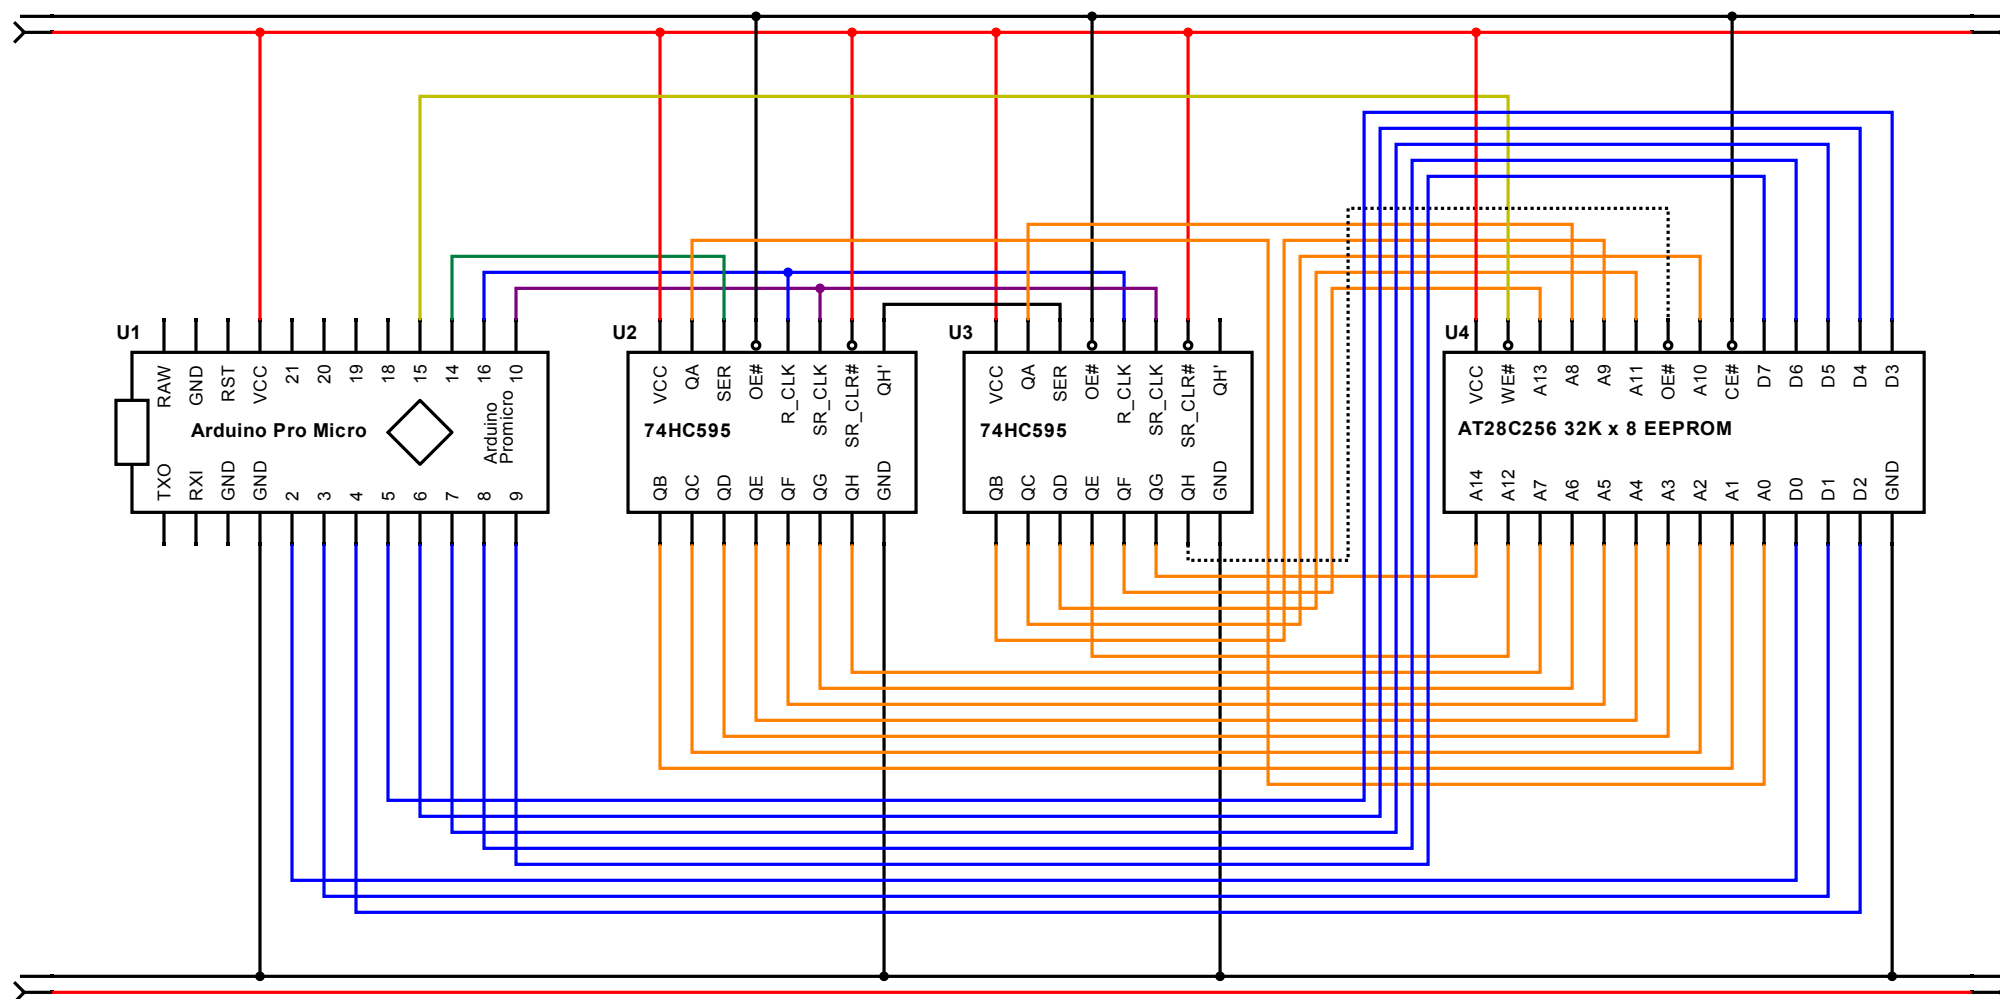 U1
RAW GND RST VCC 21 20 19 18 15 14 16 10
Arduino Pro Micro
Arduino
Promicro
TXO RXI GND GND 2 3 4 5 6 7 8 9
U2
VCC QA SER OE# R_CLK SR_CLK SR_CLR# QH'
74HC595
QB QC QD QE QF QG QH GND
U3
VCC QA SER OE# R_CLK SR_CLK SR_CLR# QH'
74HC595
QB QC QD QE QF QG QH GND
U4
VCC WE# A13 A8 A9 A11 OE# A10 CE# D7 D6 D5 D4 D3
AT28C256 32K x 8 EEPROM
A14 A12 A7 A6 A5 A4 A3 A2 A1 A0 D0 D1 D2 GND